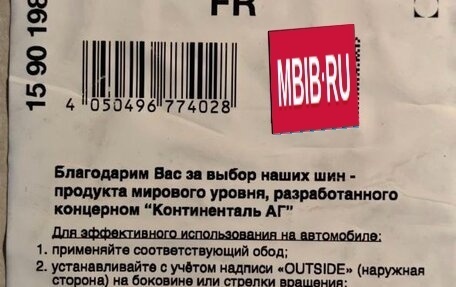 FR
15 90 198
MBIB.RU
4 050496 774028
Благодарим Вас за выбор наших шин -
продукта мирового уровня, разработанного
концерном “Континенталь АГ”
Для эффективного использования на автомобиле:
1. применяйте соответствующий обод;
2. устанавливайте с учётом надписи «OUTSIDE» (наружная
сторона) на боковине или стрелки вращения;